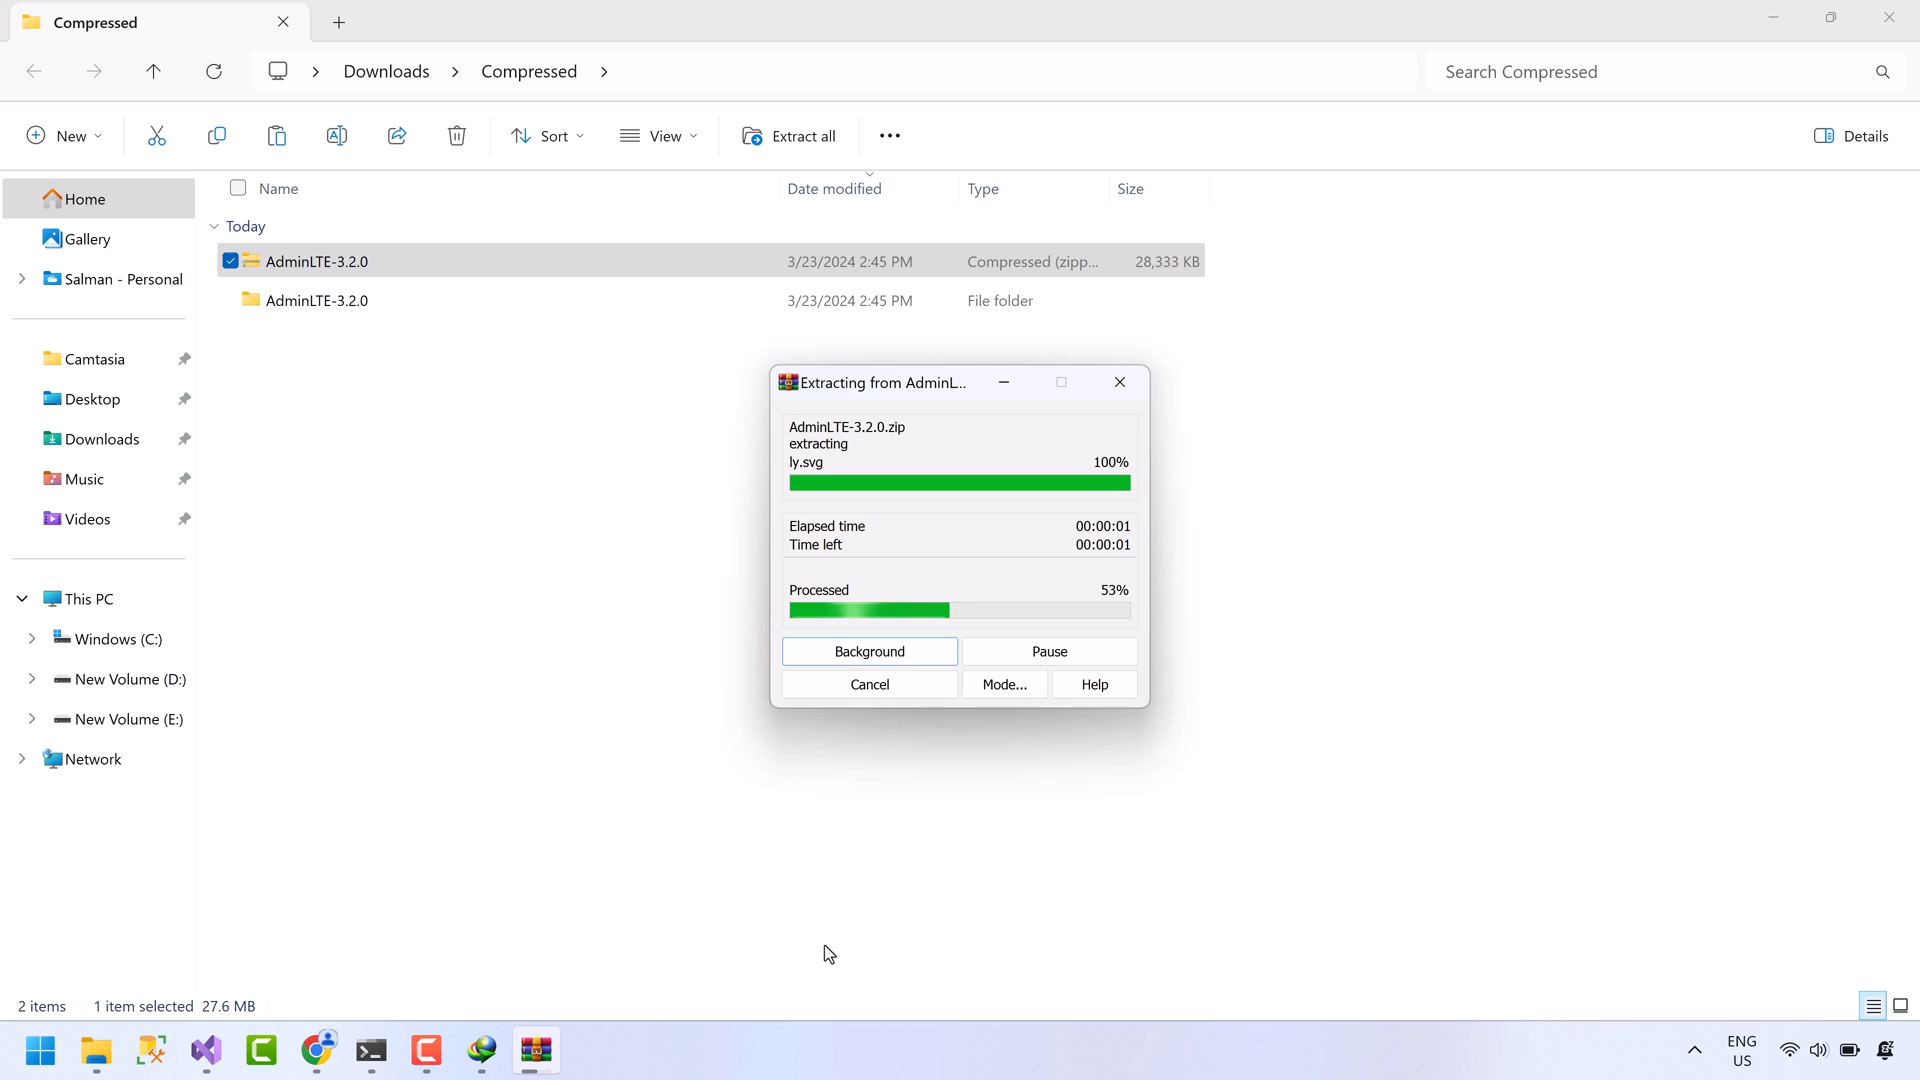 Compressed
Downloads
Compressed
Search Compressed
New
Sort
View
Extract all
Details
Name
Date modified
Type
Size
Today
AdminLTE-3.2.0
3/23/2024 2:45 PM
Compressed (zipp...
28,333 KB
AdminLTE-3.2.0
3/23/2024 2:45 PM
File folder
Home
Gallery
Salman - Personal
Camtasia
Desktop
Downloads
Music
Videos
This PC
Windows (C:)
New Volume (D:)
New Volume (E:)
Network
Extracting from AdminL...
AdminLTE-3.2.0.zip
extracting
ly.svg 100%
Elapsed time 00:00:01
Time left 00:00:01
Processed 53%
Background
Pause
Cancel
Mode...
Help
2 items 1 item selected 27.6 MB
ENG
US